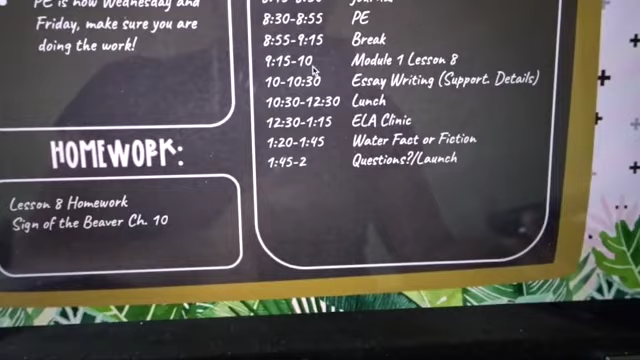 PE is now Wednesday and
Friday, make sure you are
doing the work!
HOMEWORK:
Lesson 8 Homework
Sign of the Beaver Ch. 10
Journal
8:30-8:55 PE
8:55-9:15 Break
9:15-10 Module 1 Lesson 8
10-10:30 Essay Writing (Support. Details)
10:30-12:30 Lunch
12:30-1:15 ELA Clinic
1:20-1:45 Water Fact or Fiction
1:45-2 Questions?/Launch